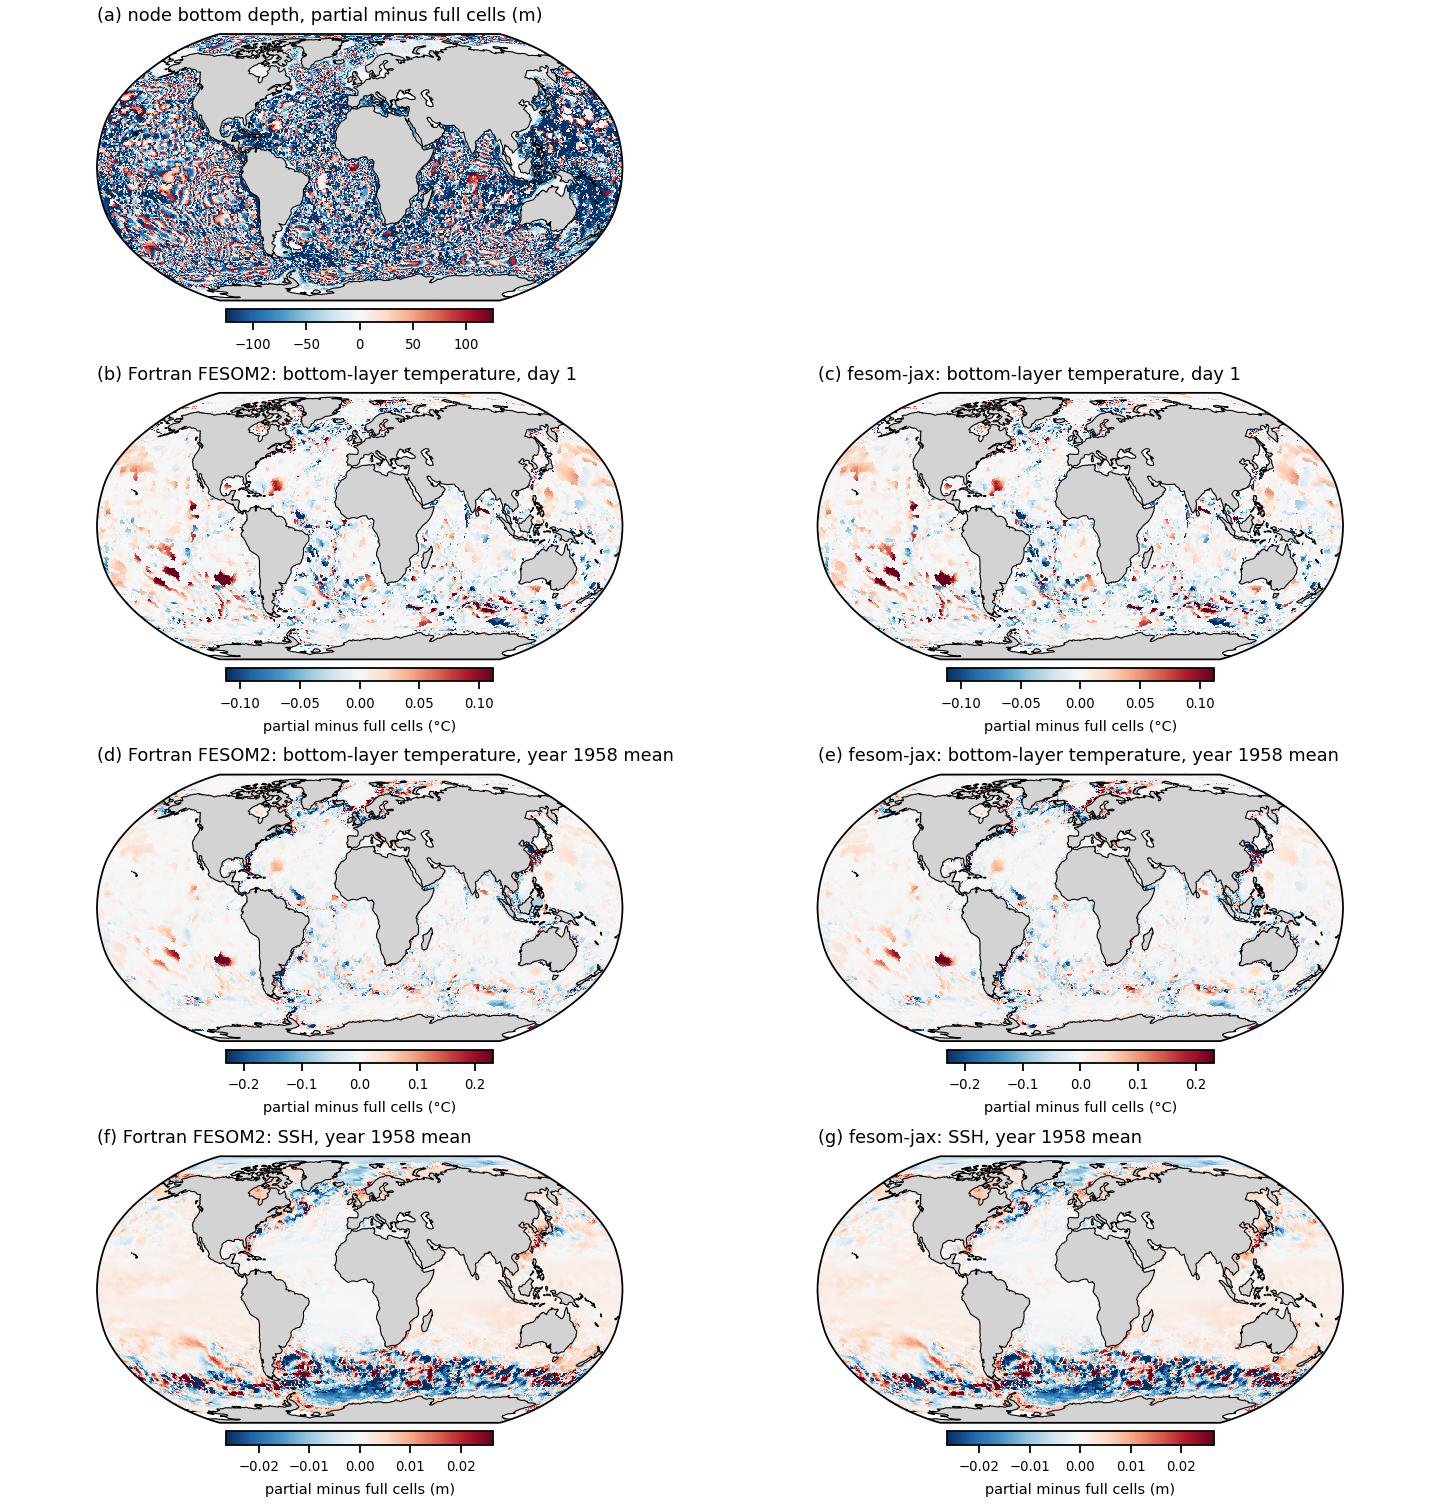 (a) node bottom depth, partial minus full cells (m)
−100 −50 0 50 100
(b) Fortran FESOM2: bottom-layer temperature, day 1
(c) fesom-jax: bottom-layer temperature, day 1
−0.10 −0.05 0.00 0.05 0.10
partial minus full cells (°C)
−0.10 −0.05 0.00 0.05 0.10
partial minus full cells (°C)
(d) Fortran FESOM2: bottom-layer temperature, year 1958 mean
(e) fesom-jax: bottom-layer temperature, year 1958 mean
−0.2 −0.1 0.0 0.1 0.2
partial minus full cells (°C)
−0.2 −0.1 0.0 0.1 0.2
partial minus full cells (°C)
(f) Fortran FESOM2: SSH, year 1958 mean
(g) fesom-jax: SSH, year 1958 mean
−0.02 −0.01 0.00 0.01 0.02
partial minus full cells (m)
−0.02 −0.01 0.00 0.01 0.02
partial minus full cells (m)